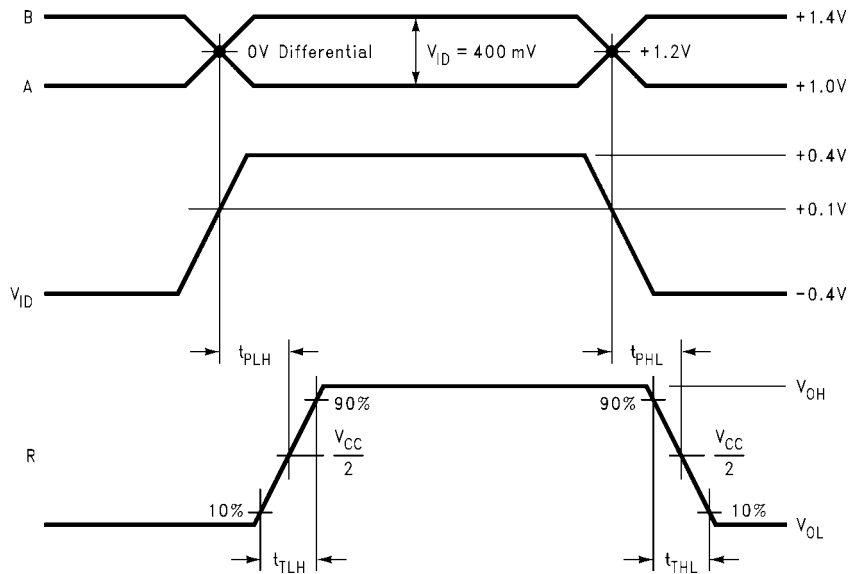 B
+1.4V
0V Differential
V_ID = 400 mV
+1.2V
A
+1.0V
+0.4V
+0.1V
V_ID
-0.4V
t_PLH
t_PHL
V_OH
90%
90%
R
V_CC
2
V_CC
2
10%
10%
V_OL
t_TLH
t_THL